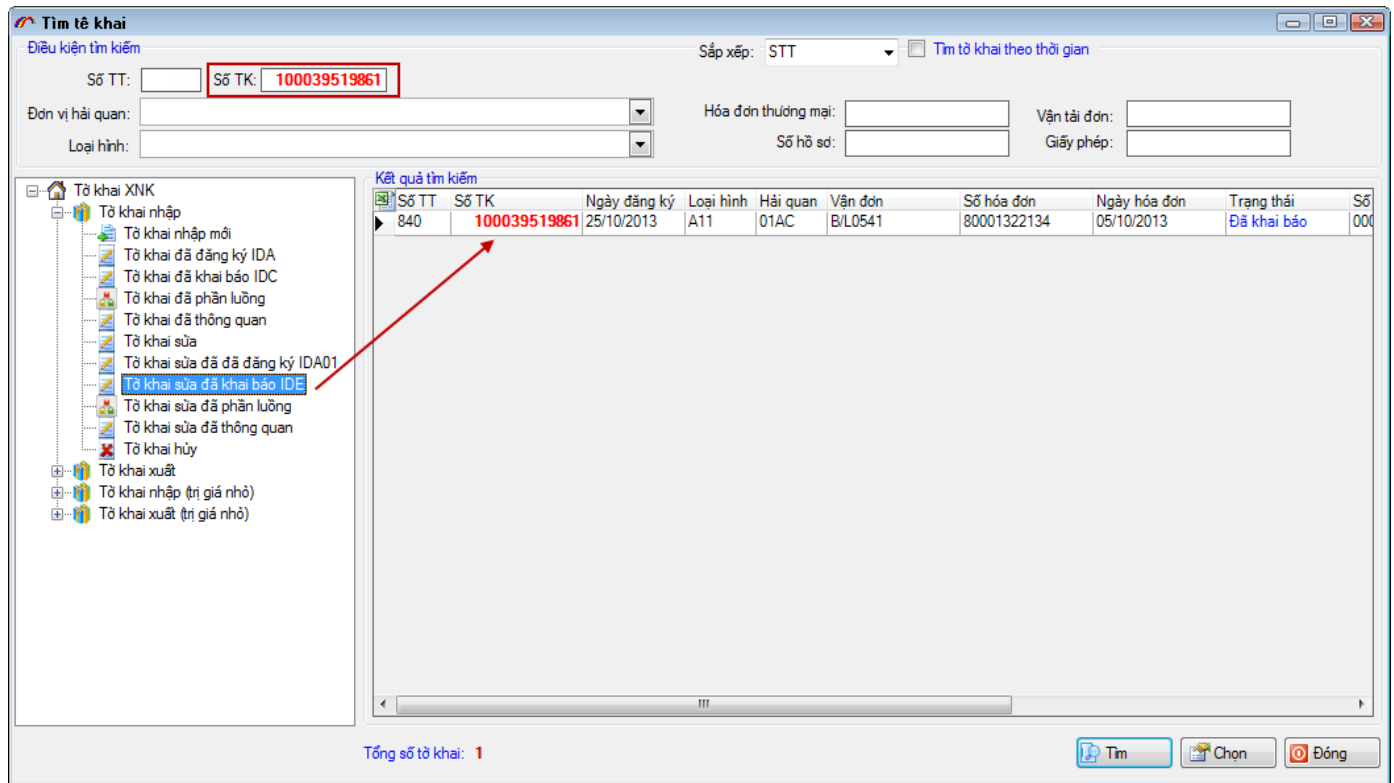 Tìm tê khai
Điều kiện tìm kiếm
Sắp xếp: STT Tìm tờ khai theo thời gian
Số TT: Số TK: 100039519861
Đơn vị hải quan: Hóa đơn thương mại: Vận tải đơn:
Loại hình: Số hồ sơ: Giấy phép:
Tờ khai XNK
Tờ khai nhập
Tờ khai nhập mới
Tờ khai đã đăng ký IDA
Tờ khai đã khai báo IDC
Tờ khai đã phần luồng
Tờ khai đã thông quan
Tờ khai sửa
Tờ khai sửa đã đã đăng ký IDA01
Tờ khai sửa đã khai báo IDE
Tờ khai sửa đã phần luồng
Tờ khai sửa đã thông quan
Tờ khai hủy
Tờ khai xuất
Tờ khai nhập (trị giá nhỏ)
Tờ khai xuất (trị giá nhỏ)
Kết quả tìm kiếm
Số TT Số TK Ngày đăng ký Loại hình Hải quan Vận đơn Số hóa đơn Ngày hóa đơn Trạng thái Số
840 100039519861 25/10/2013 A11 01AC B/L0541 80001322134 05/10/2013 Đã khai báo 000
Tổng số tờ khai: 1
Tìm Chọn Đóng